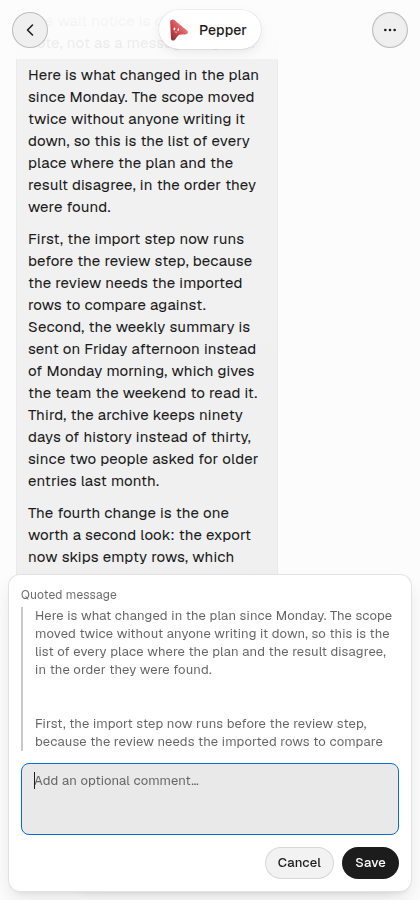 Pepper
Here is what changed in the plan
since Monday. The scope moved
twice without anyone writing it
down, so this is the list of every
place where the plan and the
result disagree, in the order they
were found.
First, the import step now runs
before the review step, because
the review needs the imported
rows to compare against.
Second, the weekly summary is
sent on Friday afternoon instead
of Monday morning, which gives
the team the weekend to read it.
Third, the archive keeps ninety
days of history instead of thirty,
since two people asked for older
entries last month.
The fourth change is the one
worth a second look: the export
now skips empty rows, which
Quoted message
Here is what changed in the plan since Monday. The scope
moved twice without anyone writing it down, so this is the
list of every place where the plan and the result disagree,
in the order they were found.
First, the import step now runs before the review step,
because the review needs the imported rows to compare
Add an optional comment…
Cancel
Save